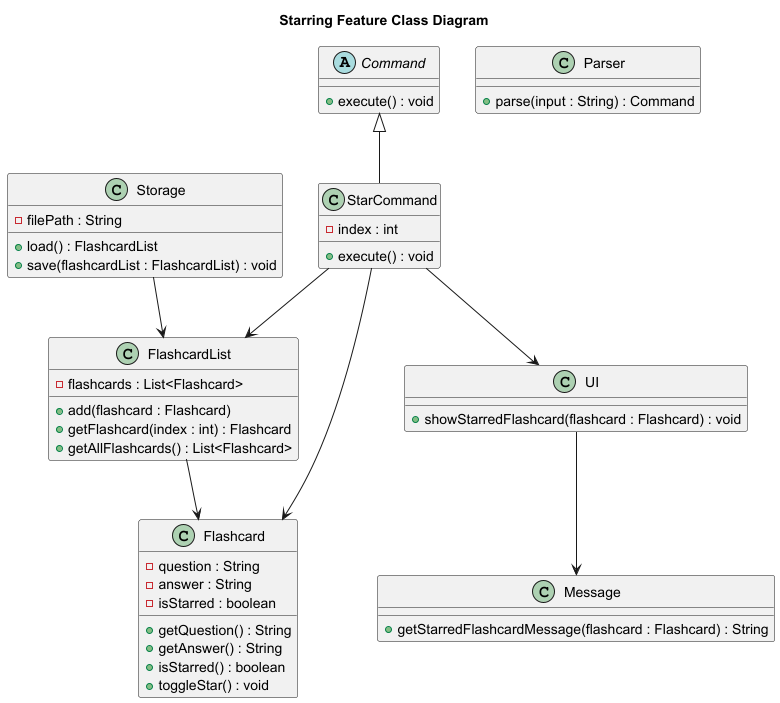 Starring Feature Class Diagram
A Command
+ execute() : void
C Parser
parse(input : String) : Command
C Storage
filePath : String
load() : FlashcardList
save(flashcardList : FlashcardList) : void
C StarCommand
index : int
execute() : void
C FlashcardList
flashcards : List<Flashcard>
add(flashcard : Flashcard)
getFlashcard(index : int) : Flashcard
getAllFlashcards() : List<Flashcard>
C UI
showStarredFlashcard(flashcard : Flashcard) : void
C Flashcard
question : String
answer : String
isStarred : boolean
getQuestion() : String
getAnswer() : String
isStarred() : boolean
toggleStar() : void
C Message
getStarredFlashcardMessage(flashcard : Flashcard) : String